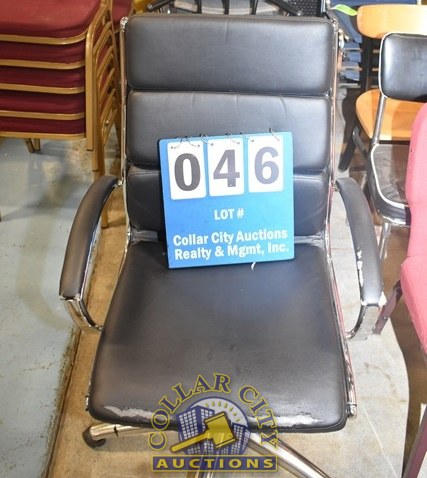 046
LOT #
Collar City Auctions
Realty & Mgmt, Inc.
COLLAR CITY
AUCTIONS